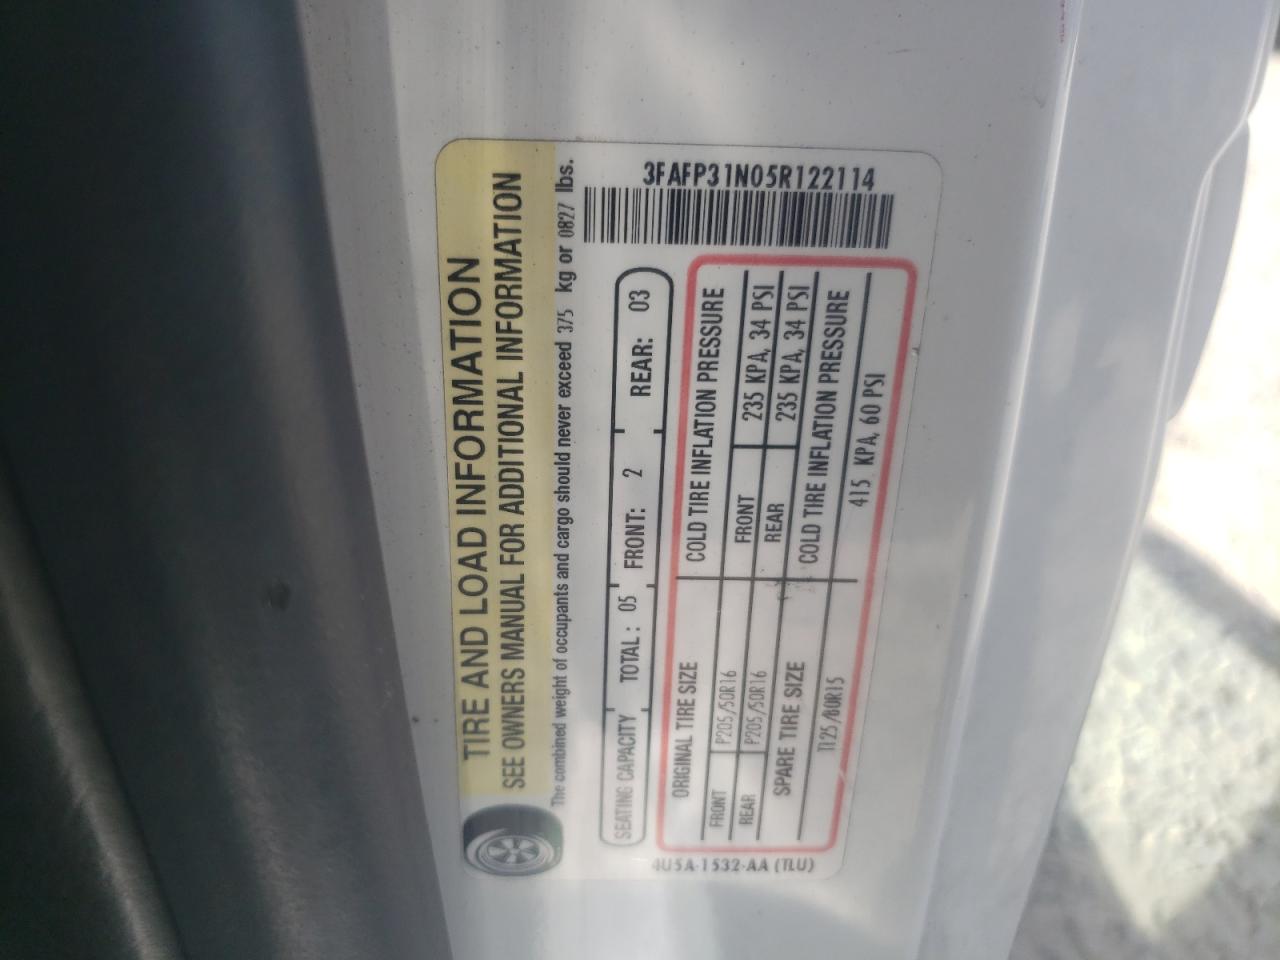 TIRE AND LOAD INFORMATION
SEE OWNERS MANUAL FOR ADDITIONAL INFORMATION
The combined weight of occupants and cargo should never exceed 375 kg or 0827 lbs.
SEATING CAPACITY TOTAL: 05 FRONT: 2 REAR: 03
3FAFP31N05R122114
ORIGINAL TIRE SIZE COLD TIRE INFLATION PRESSURE
FRONT P205/50R16 FRONT 235 KPA, 34 PSI
REAR P205/50R16 REAR 235 KPA, 34 PSI
SPARE TIRE SIZE COLD TIRE INFLATION PRESSURE
T125/80R15 415 KPA, 60 PSI
4U5A-1532-AA (TLU)